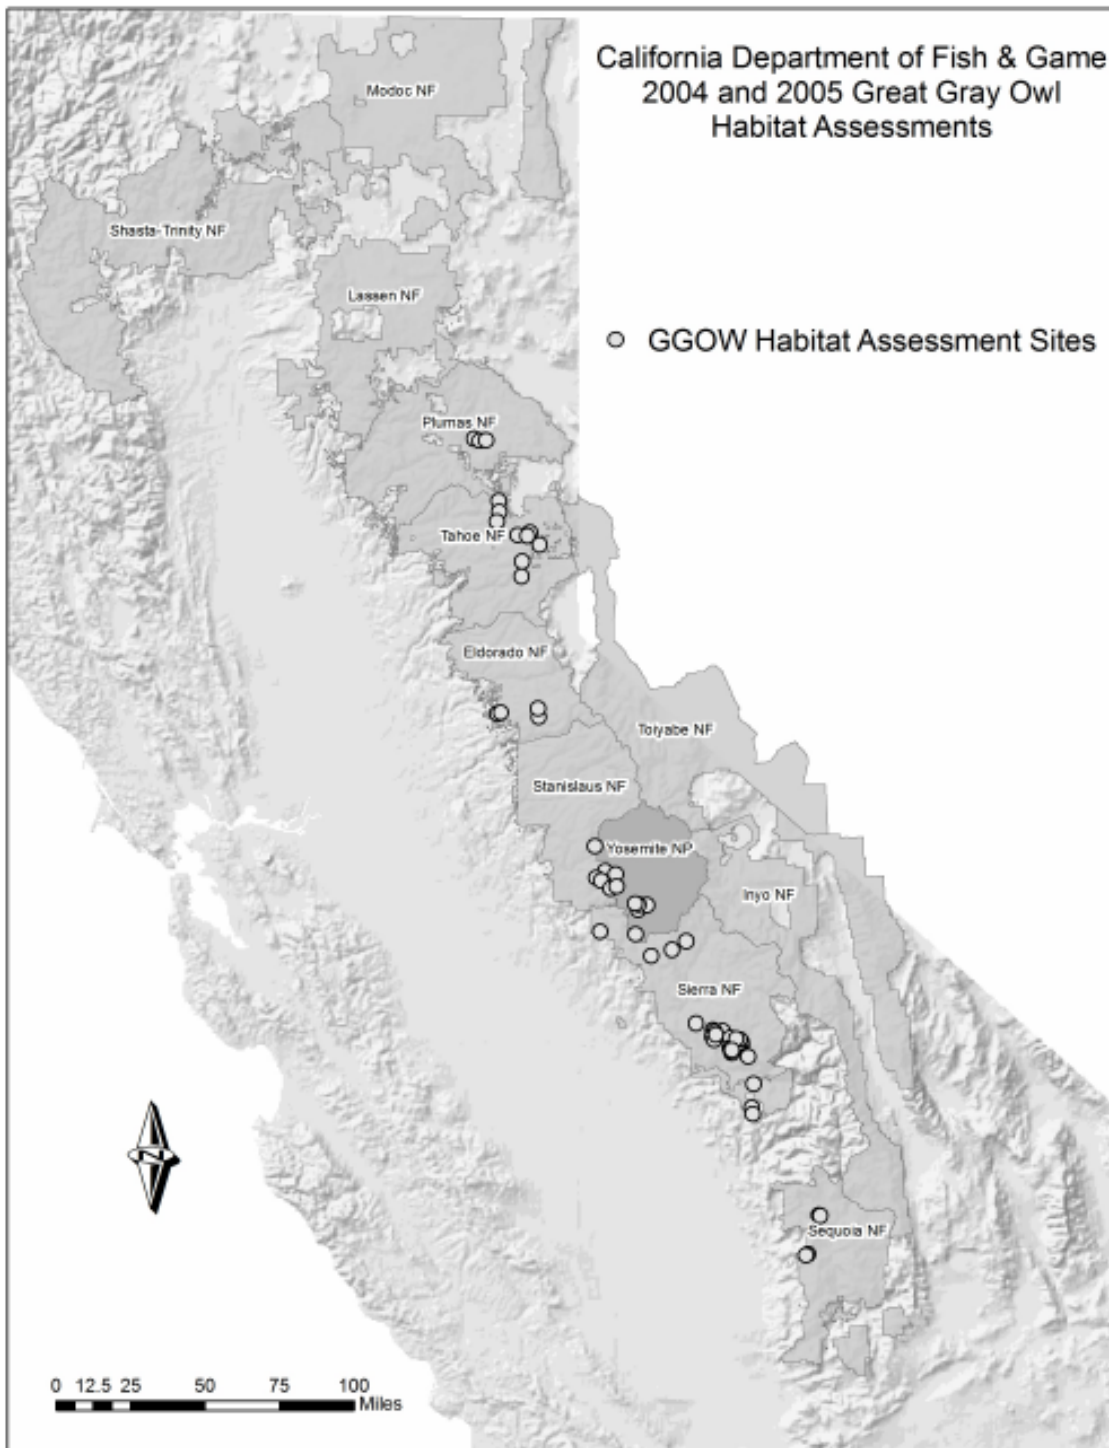 California Department of Fish & Game
2004 and 2005 Great Gray Owl
Habitat Assessments
Modoc NF
Shasta-Trinity NF
Lassen NF
GGOW Habitat Assessment Sites
Plumas NF
Tahoe NF
Eldorado NF
Toiyabe NF
Stanislaus NF
Yosemite NP
Inyo NF
Sierra NF
N
Sequoia NF
0 12.5 25 50 75 100
Miles